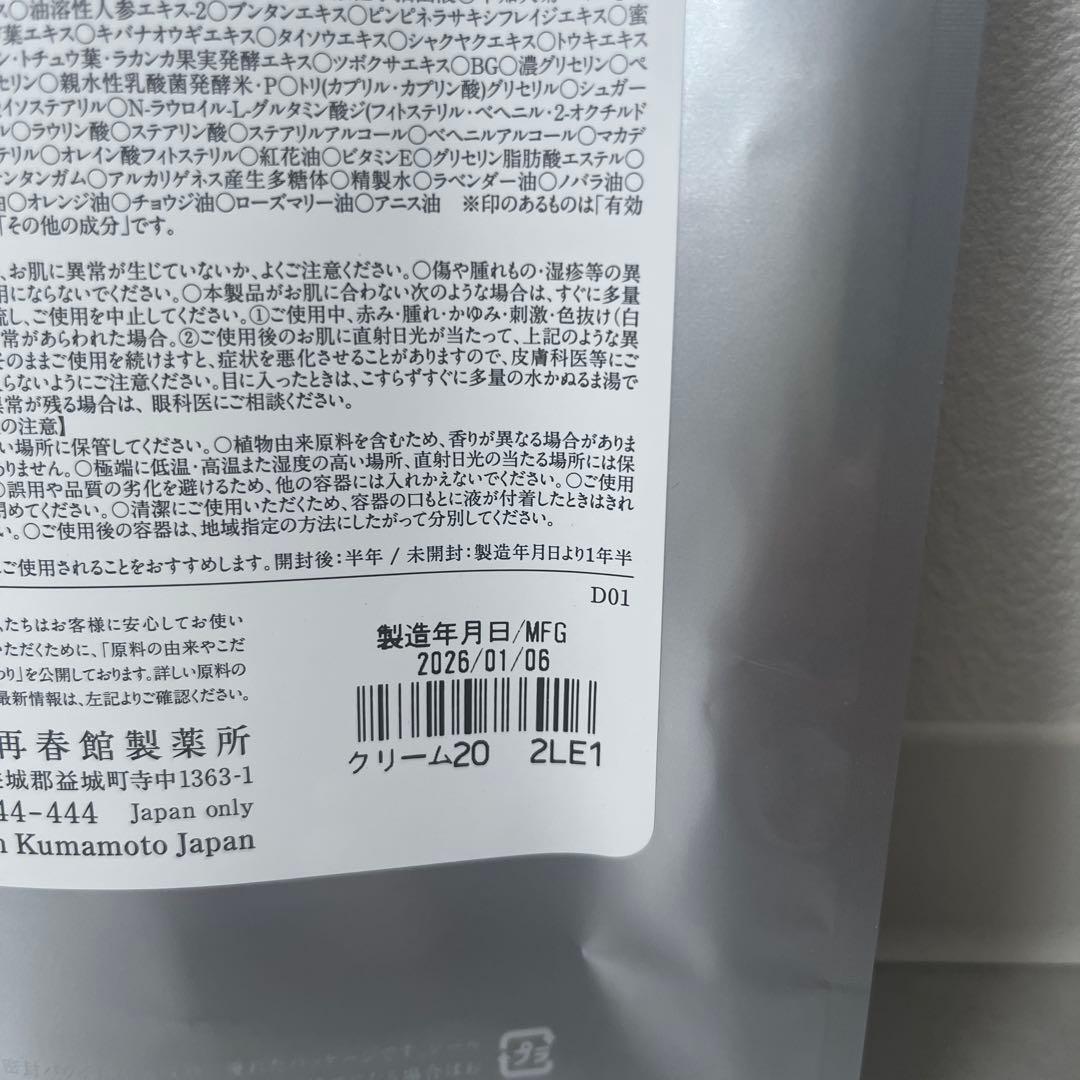 ス○油溶性人参エキス-2○ブンタンエキス○ピンピネラサキシフレイジエキス○蜜
葉エキス○キバナオウギエキス○タイソウエキス○シャクヤクエキス○トウキエキス
ン・トチュウ葉・ラカンカ果実発酵エキス○ツボクサエキス○BG○濃グリセリン○ペ
セリン○親水性乳酸菌発酵米・P○トリ(カプリル・カプリン酸)グリセリル○シュガー
イソステアリル○N-ラウロイル-L-グルタミン酸ジ(フィトステリル・ベヘニル・2-オクチルド
ル○ラウリン酸○ステアリン酸○ステアリルアルコール○ベヘニルアルコール○マカデ
テリル○オレイン酸フィトステリル○紅花油○ビタミンE○グリセリン脂肪酸エステル○
ンタンガム○アルカリゲネス産生多糖体○精製水○ラベンダー油○ノバラ油○
油○オレンジ油○チョウジ油○ローズマリー油○アニス油 ※印のあるものは「有効
「その他の成分」です。
、お肌に異常が生じていないか、よくご注意ください。○傷や腫れもの・湿疹等の異
用にならないでください。○本製品がお肌に合わない次のような場合は、すぐに多量
流し、ご使用を中止してください。①ご使用中、赤み・腫れ・かゆみ・刺激・色抜け(白
常があらわれた場合。②ご使用後のお肌に直射日光が当たって、上記のような異
そのままご使用を続けますと、症状を悪化させることがありますので、皮膚科医等にご
らないようにご注意ください。目に入ったときは、こすらずすぐに多量の水かぬるま湯で
異常が残る場合は、眼科医にご相談ください。
の注意】
い場所に保管してください。○植物由来原料を含むため、香りが異なる場合がありま
ありません。○極端に低温・高温また湿度の高い場所、直射日光の当たる場所には保
○誤用や品質の劣化を避けるため、他の容器には入れかえないでください。○ご使用
閉めてください。○清潔にご使用いただくため、容器の口もとに液が付着したときはきれ
い。○ご使用後の容器は、地域指定の方法にしたがって分別してください。
ご使用されることをおすすめします。開封後：半年 / 未開封：製造年月日より1年半
D01
たちはお客様に安心してお使い
いただくために、「原料の由来やこだ
わり」を公開しております。詳しい原料の
最新情報は、左記よりご確認ください。
製造年月日/MFG
2026/01/06
クリーム20 2LE1
再春館製薬所
益城郡益城町寺中1363-1
44-444 Japan only
n Kumamoto Japan
プラ